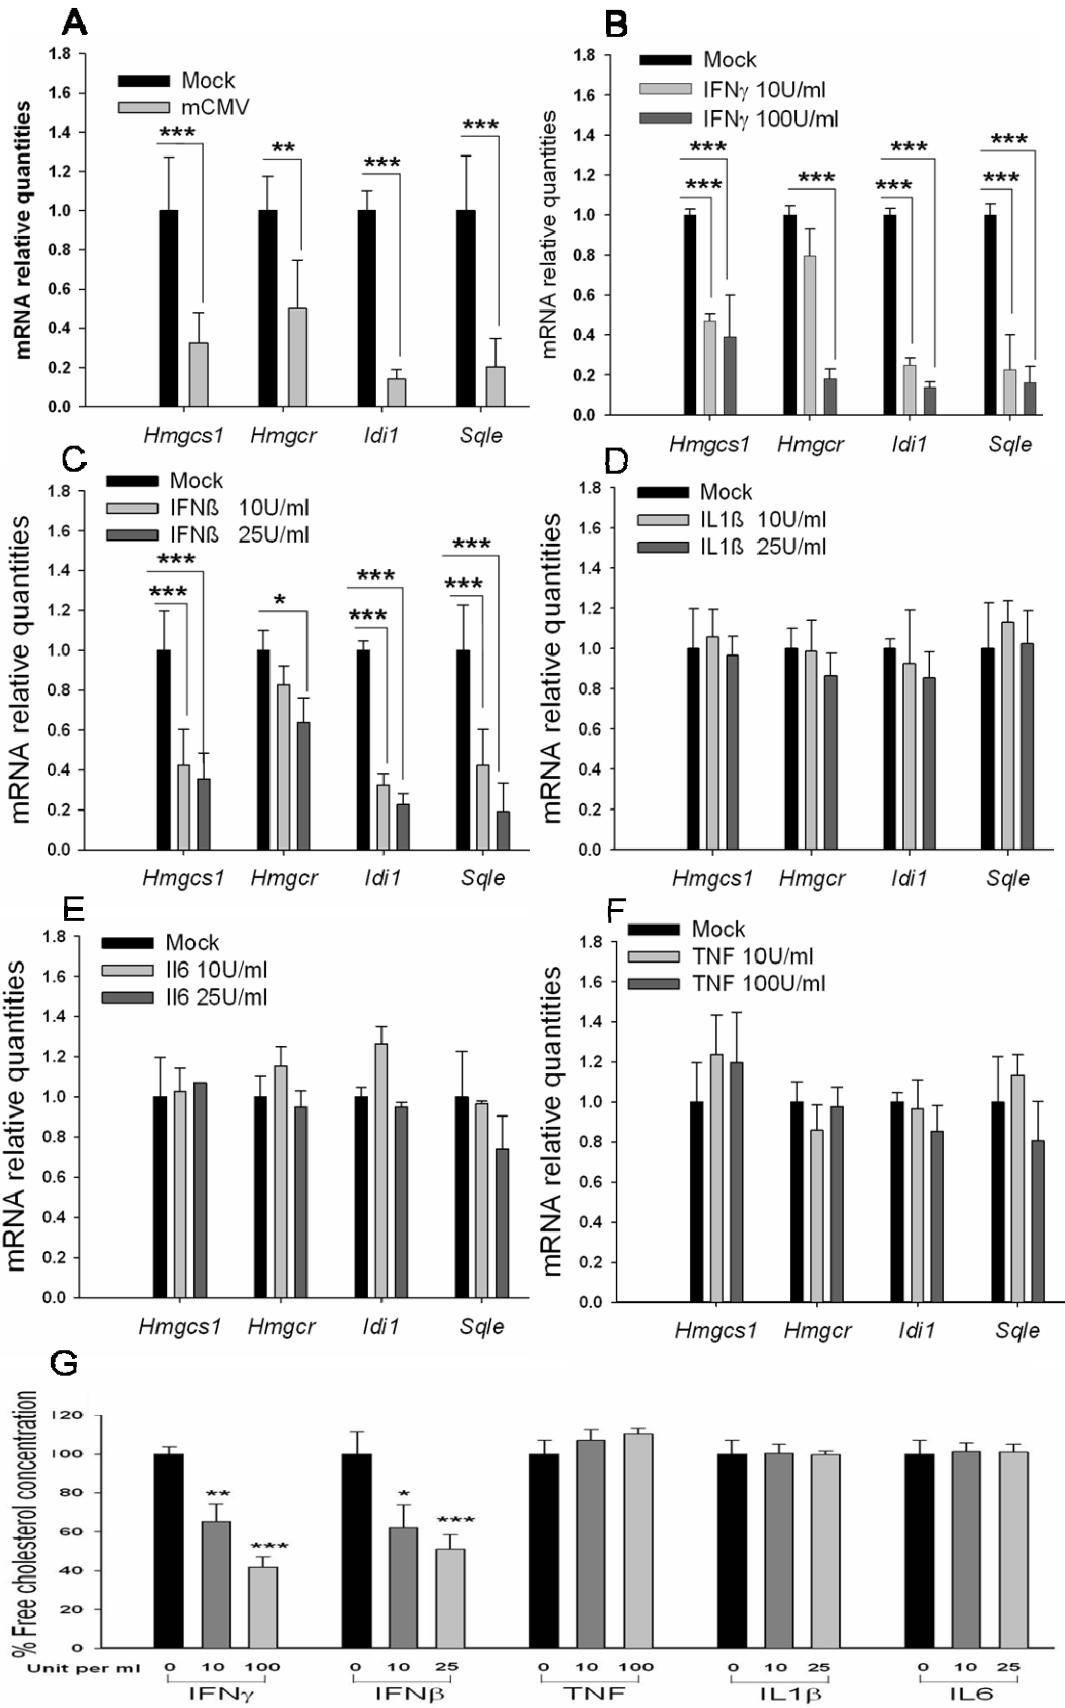 A
mRNA relative quantities
1.8
1.6
1.4
1.2
1.0
0.8
0.6
0.4
0.2
0.0
Mock
mCMV
***
**
***
***
Hmgcs1 Hmgcr Idi1 Sqle
B
mRNA relative quantities
1.8
1.6
1.4
1.2
1.0
0.8
0.6
0.4
0.2
0.0
Mock
IFNγ 10U/ml
IFNγ 100U/ml
*** *** ***
*** *** *** ***
Hmgcs1 Hmgcr Idi1 Sqle
C
mRNA relative quantities
1.8
1.6
1.4
1.2
1.0
0.8
0.6
0.4
0.2
0.0
Mock
IFNß 10U/ml
IFNß 25U/ml
*** *** ***
*** * *** ***
Hmgcs1 Hmgcr Idi1 Sqle
D
mRNA relative quantities
1.8
1.6
1.4
1.2
1.0
0.8
0.6
0.4
0.2
0.0
Mock
IL1ß 10U/ml
IL1ß 25U/ml
Hmgcs1 Hmgcr Idi1 Sqle
E
mRNA relative quantities
1.8
1.6
1.4
1.2
1.0
0.8
0.6
0.4
0.2
0.0
Mock
Il6 10U/ml
Il6 25U/ml
Hmgcs1 Hmgcr Idi1 Sqle
F
mRNA relative quantities
1.8
1.6
1.4
1.2
1.0
0.8
0.6
0.4
0.2
0.0
Mock
TNF 10U/ml
TNF 100U/ml
Hmgcs1 Hmgcr Idi1 Sqle
G
% Free cholesterol concentration
120
100
80
60
40
20
0
** *** * ***
Unit per ml 0 10 100 0 10 25 0 10 100 0 10 25 0 10 25
IFNγ IFNβ TNF IL1β IL6